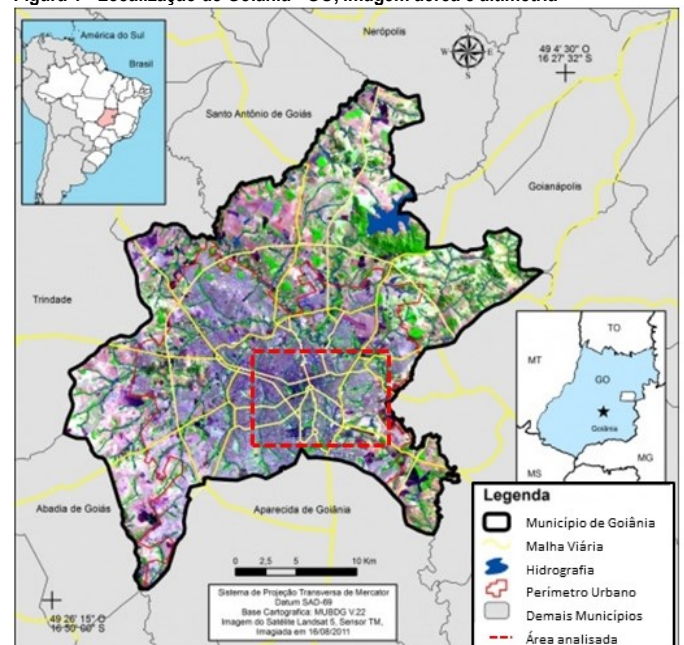 Figura 1 - Localização de Goiânia - GO, imagem aérea e altimetria
América do Sul
Brasil
Nerópolis
N
W
E
S
49 4' 30" O
16 27' 32" S
Santo Antônio de Goiás
Goianápolis
Trindade
TO
MT
GO
Goiânia
MG
MS
Abadia de Goiás
Aparecida de Goiânia
0 2,5 5 10 Km
Sistema de Projeção Transversa de Mercator
Datum SAD-69
Base Cartografica: MUBDG V.22
Imagem do Satélite Landsat 5, Sensor TM,
Imagiada em 16/08/2011
49 26' 15" O
16 50' 60" S
Legenda
Município de Goiânia
Malha Viária
Hidrografia
Perímetro Urbano
Demais Municípios
Área analisada